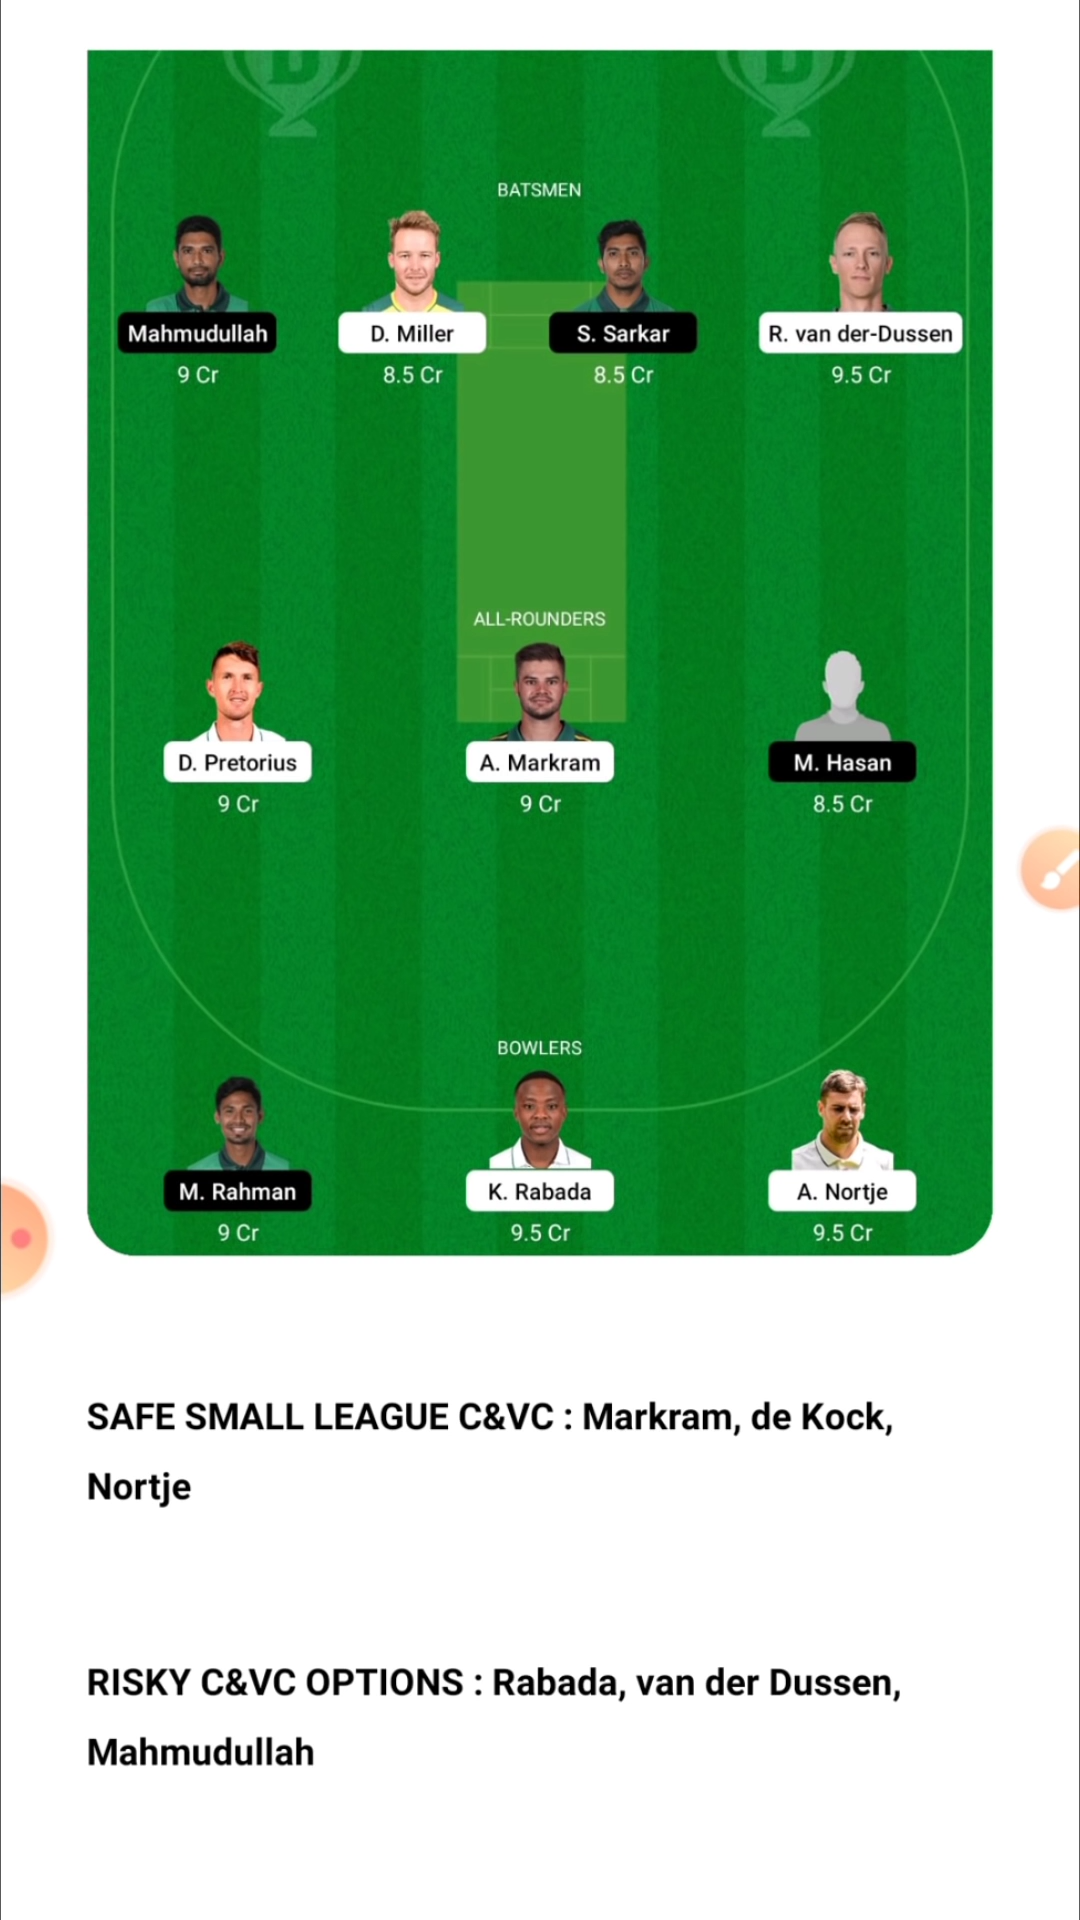 BATSMEN
Mahmudullah D. Miller S. Sarkar R. van der-Dussen
9 Cr 8.5 Cr 8.5 Cr 9.5 Cr
ALL-ROUNDERS
D. Pretorius A. Markram M. Hasan
9 Cr 9 Cr 8.5 Cr
BOWLERS
M. Rahman K. Rabada A. Nortje
9 Cr 9.5 Cr 9.5 Cr
SAFE SMALL LEAGUE C&VC : Markram, de Kock,
Nortje
RISKY C&VC OPTIONS : Rabada, van der Dussen,
Mahmudullah